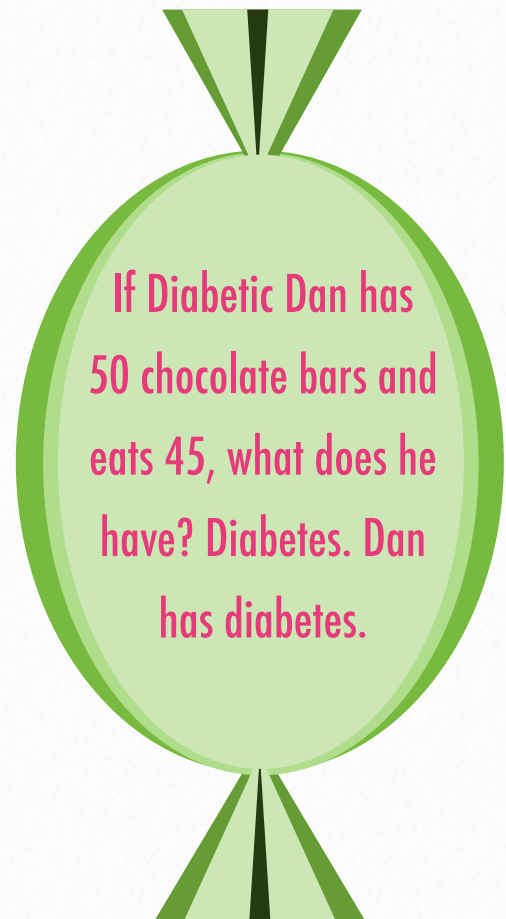 If Diabetic Dan has
50 chocolate bars and
eats 45, what does he
have? Diabetes. Dan
has diabetes.